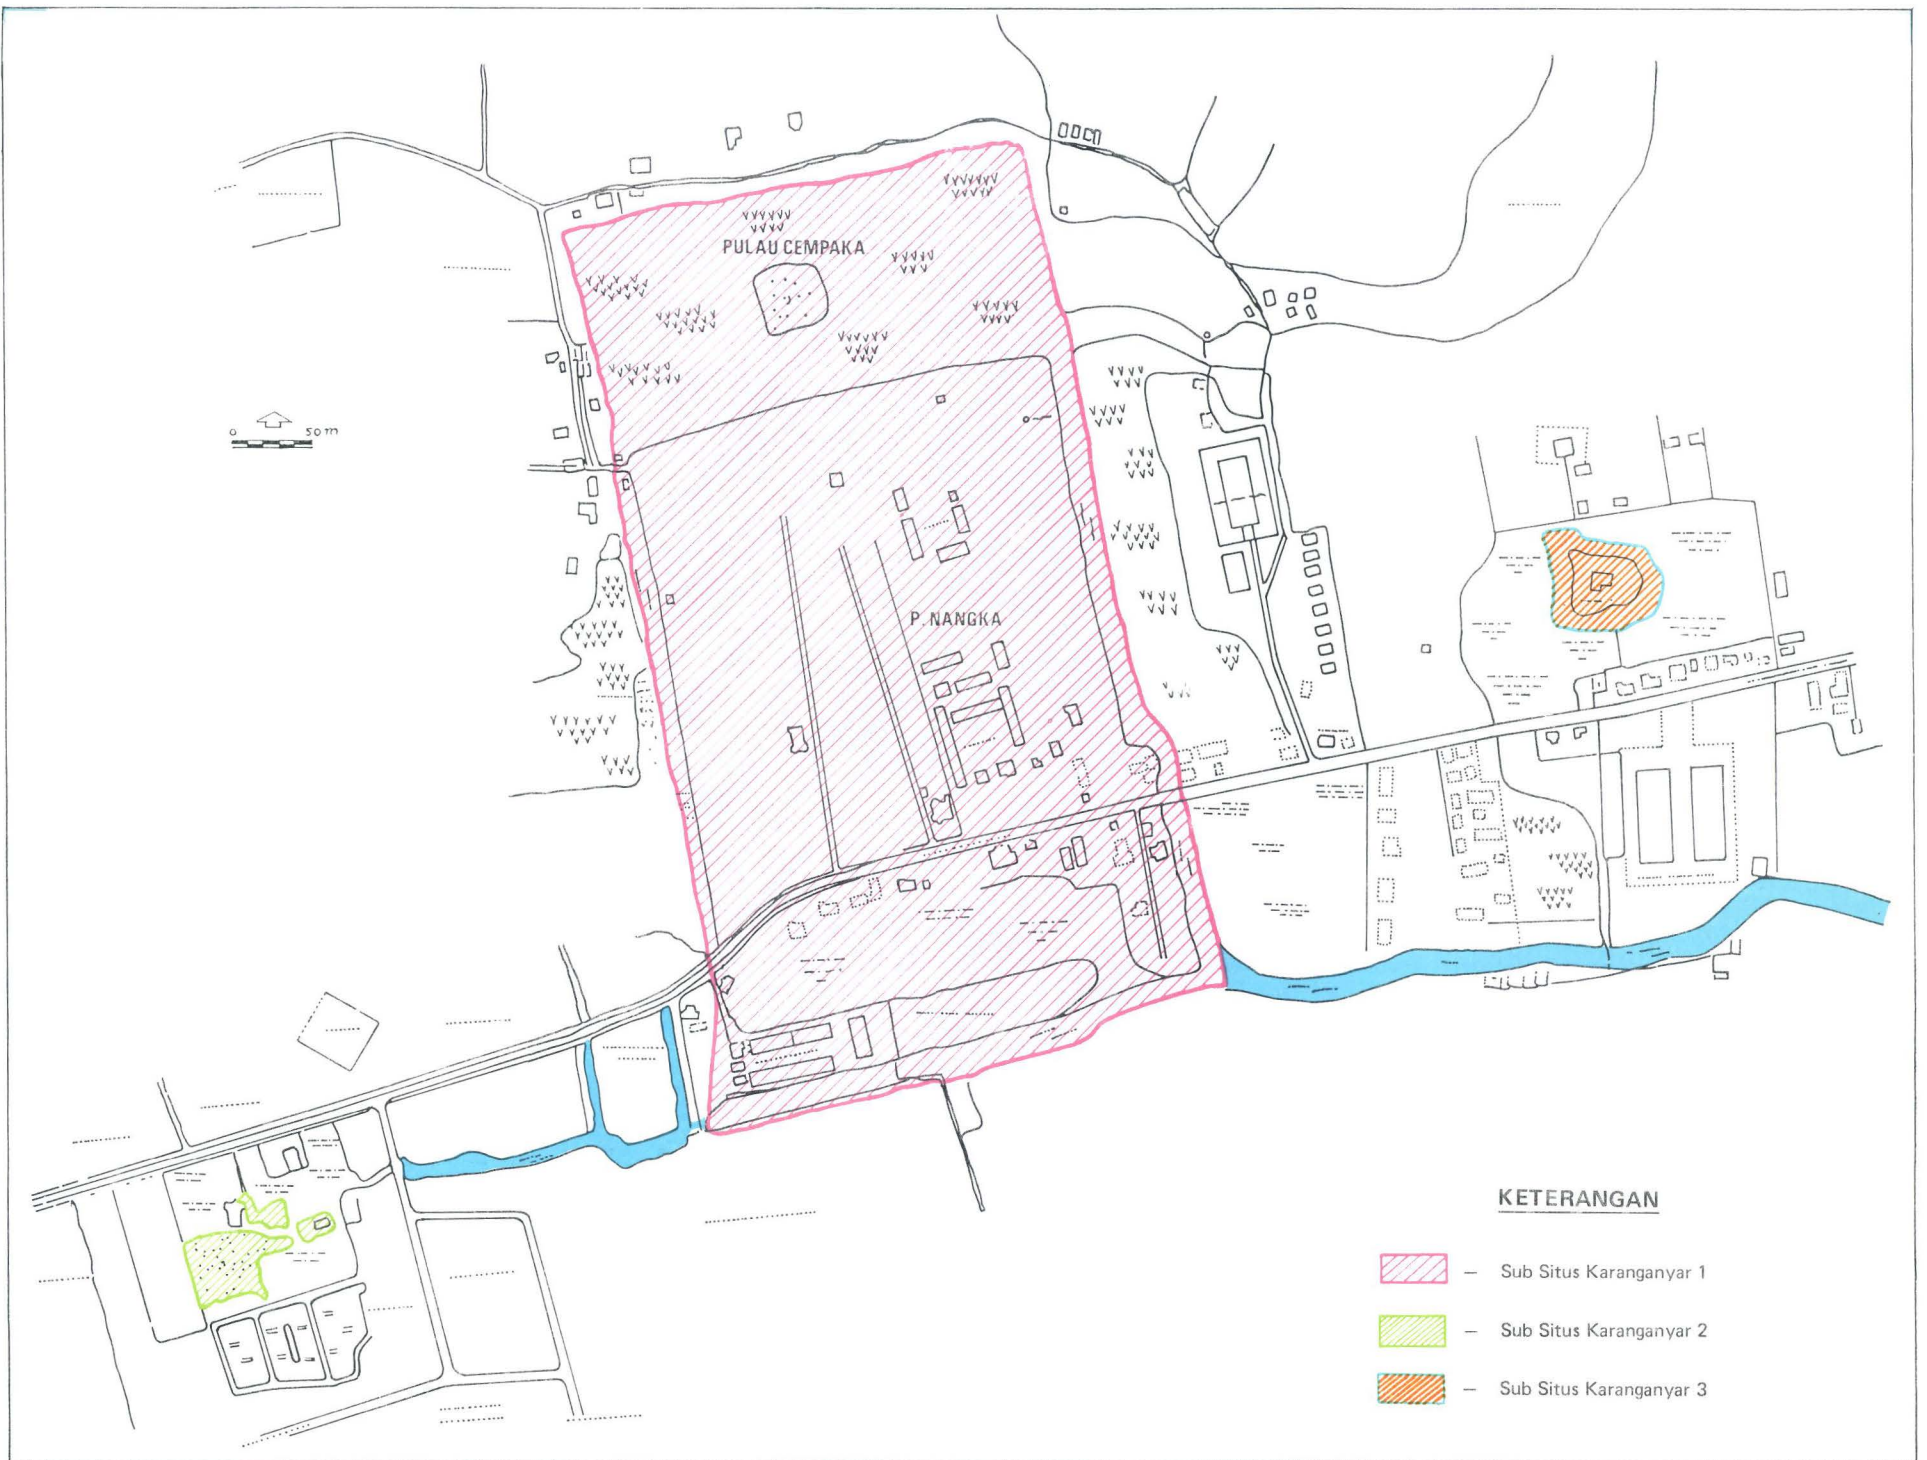 PULAU CEMPAKA
0 50 m
P. NANGKA
KETERANGAN
– Sub Situs Karanganyar 1
– Sub Situs Karanganyar 2
– Sub Situs Karanganyar 3